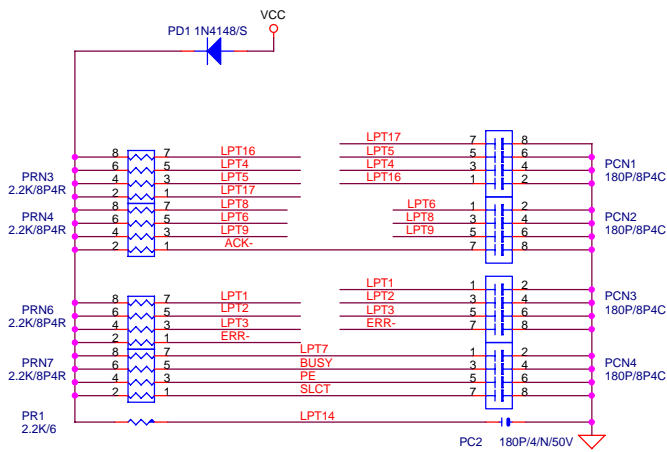 VCC
PD1 1N4148/S
LPT17 7 8
8 7 LPT16 LPT5 5 6
PRN3 6 5 LPT4 LPT4 3 4 PCN1
2.2K/8P4R 4 3 LPT5 LPT16 1 2 180P/8P4C
2 1 LPT17
8 7 LPT8 LPT6 1 2
PRN4 6 5 LPT6 LPT8 3 4 PCN2
2.2K/8P4R 4 3 LPT9 LPT9 5 6 180P/8P4C
2 1 ACK- 7 8
LPT1 1 2
8 7 LPT1 LPT2 3 4 PCN3
PRN6 6 5 LPT2 LPT3 5 6 180P/8P4C
2.2K/8P4R 4 3 LPT3 ERR- 7 8
2 1 ERR-
8 7 LPT7 1 2
PRN7 6 5 BUSY 3 4 PCN4
2.2K/8P4R 4 3 PE 5 6 180P/8P4C
2 1 SLCT 7 8
PR1 LPT14
2.2K/6
PC2 180P/4/N/50V